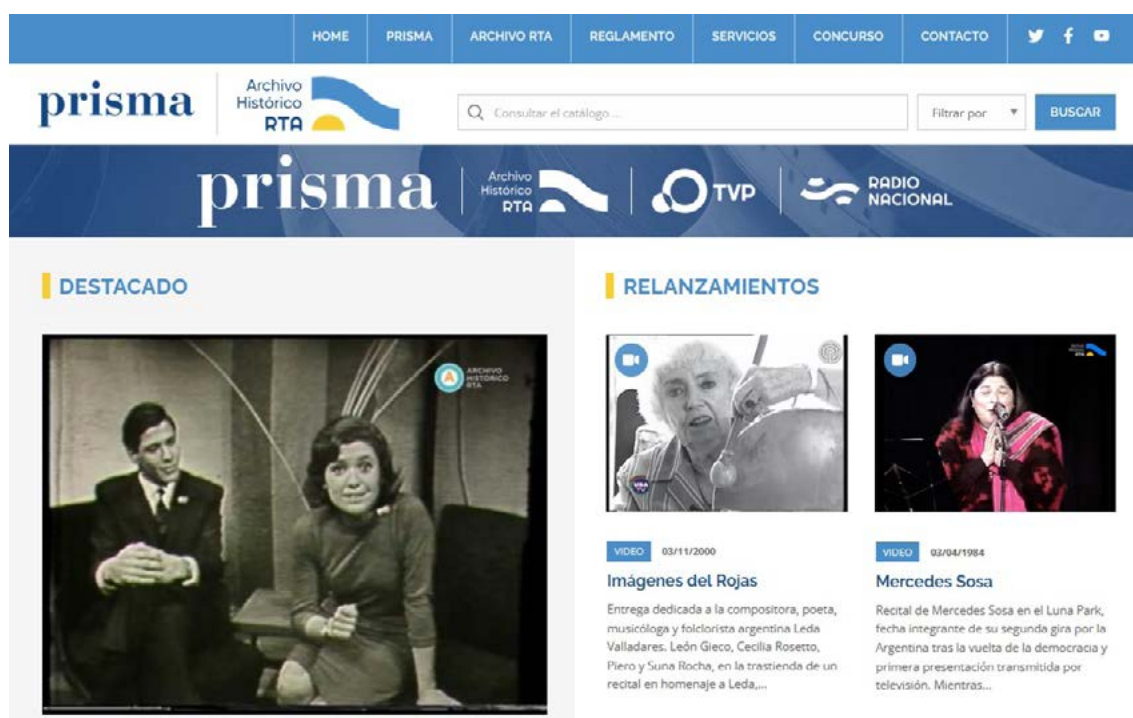 HOME PRISMA ARCHIVO RTA REGLAMENTO SERVICIOS CONCURSO CONTACTO
prisma
Archivo
Histórico
RTA
Consultar el catálogo ...
Filtrar por
BUSCAR
prisma
Archivo
Histórico
RTA
TVP
RADIO
NACIONAL
DESTACADO
ARCHIVO
HISTÓRICO
RTA
RELANZAMIENTOS
VIDEO 03/11/2000
Imágenes del Rojas
Entrega dedicada a la compositora, poeta,
musicóloga y folclorista argentina Leda
Valladares. León Gieco, Cecilia Rosetto,
Piero y Suna Rocha, en la trastienda de un
recital en homenaje a Leda,...
VIDEO 03/04/1984
Mercedes Sosa
Recital de Mercedes Sosa en el Luna Park,
fecha integrante de su segunda gira por la
Argentina tras la vuelta de la democracia y
primera presentación transmitida por
televisión. Mientras...